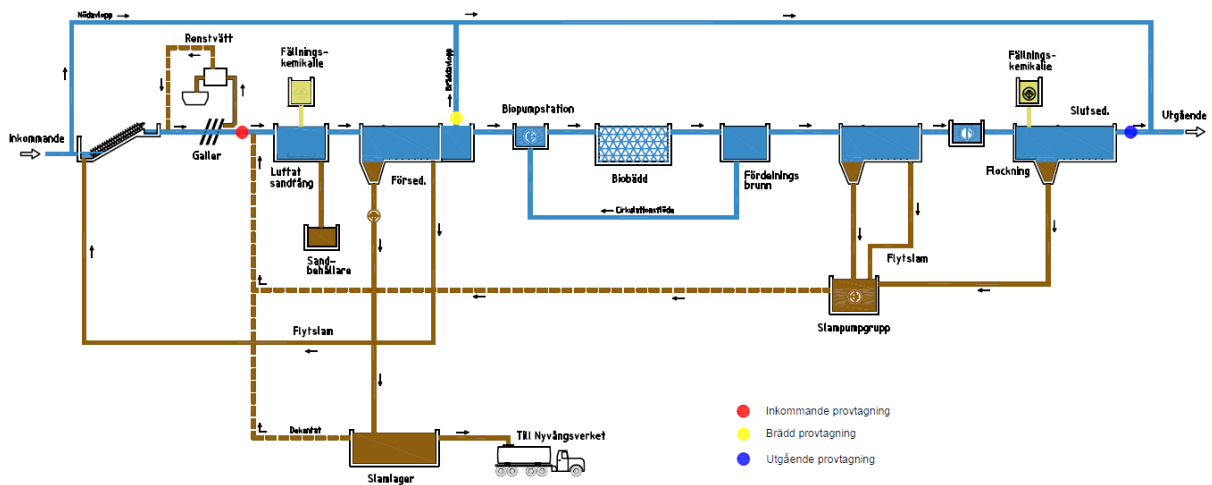 Nödavlopp
Renstvätt
Fällnings-
kemikalie
Bräddavlopp
Biopumpstation
Fällnings-
kemikalie
Slutsed.
Utgående
Inkommande
Galler
Luftat
sandfång
Försed.
Biobädd
Fördelnings
brunn
Flockning
Cirkulationsflöde
Sand-
behållare
Flytslam
Slampumpgrupp
Flytslam
Dekantat
Till Nyvångsverket
Slamlager
Inkommande provtagning
Brädd provtagning
Utgående provtagning